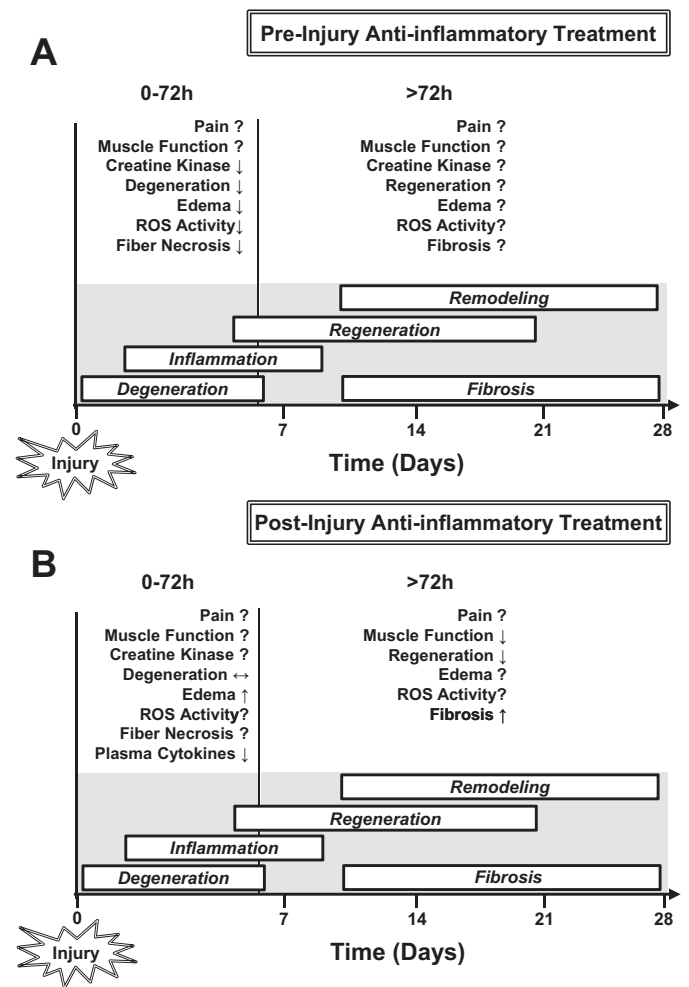 Pre-Injury Anti-inflammatory Treatment
A
0-72h
>72h
Pain ?
Muscle Function ?
Creatine Kinase ↓
Degeneration ↓
Edema ↓
ROS Activity↓
Fiber Necrosis ↓
Pain ?
Muscle Function ?
Creatine Kinase ?
Regeneration ?
Edema ?
ROS Activity?
Fibrosis ?
Remodeling
Regeneration
Inflammation
Degeneration
Fibrosis
0
7
14
21
28
Injury
Time (Days)
Post-Injury Anti-inflammatory Treatment
B
0-72h
>72h
Pain ?
Muscle Function ?
Creatine Kinase ?
Degeneration ↔
Edema ↑
ROS Activity?
Fiber Necrosis ?
Plasma Cytokines ↓
Pain ?
Muscle Function ↓
Regeneration ↓
Edema ?
ROS Activity?
Fibrosis ↑
Remodeling
Regeneration
Inflammation
Degeneration
Fibrosis
0
7
14
21
28
Injury
Time (Days)